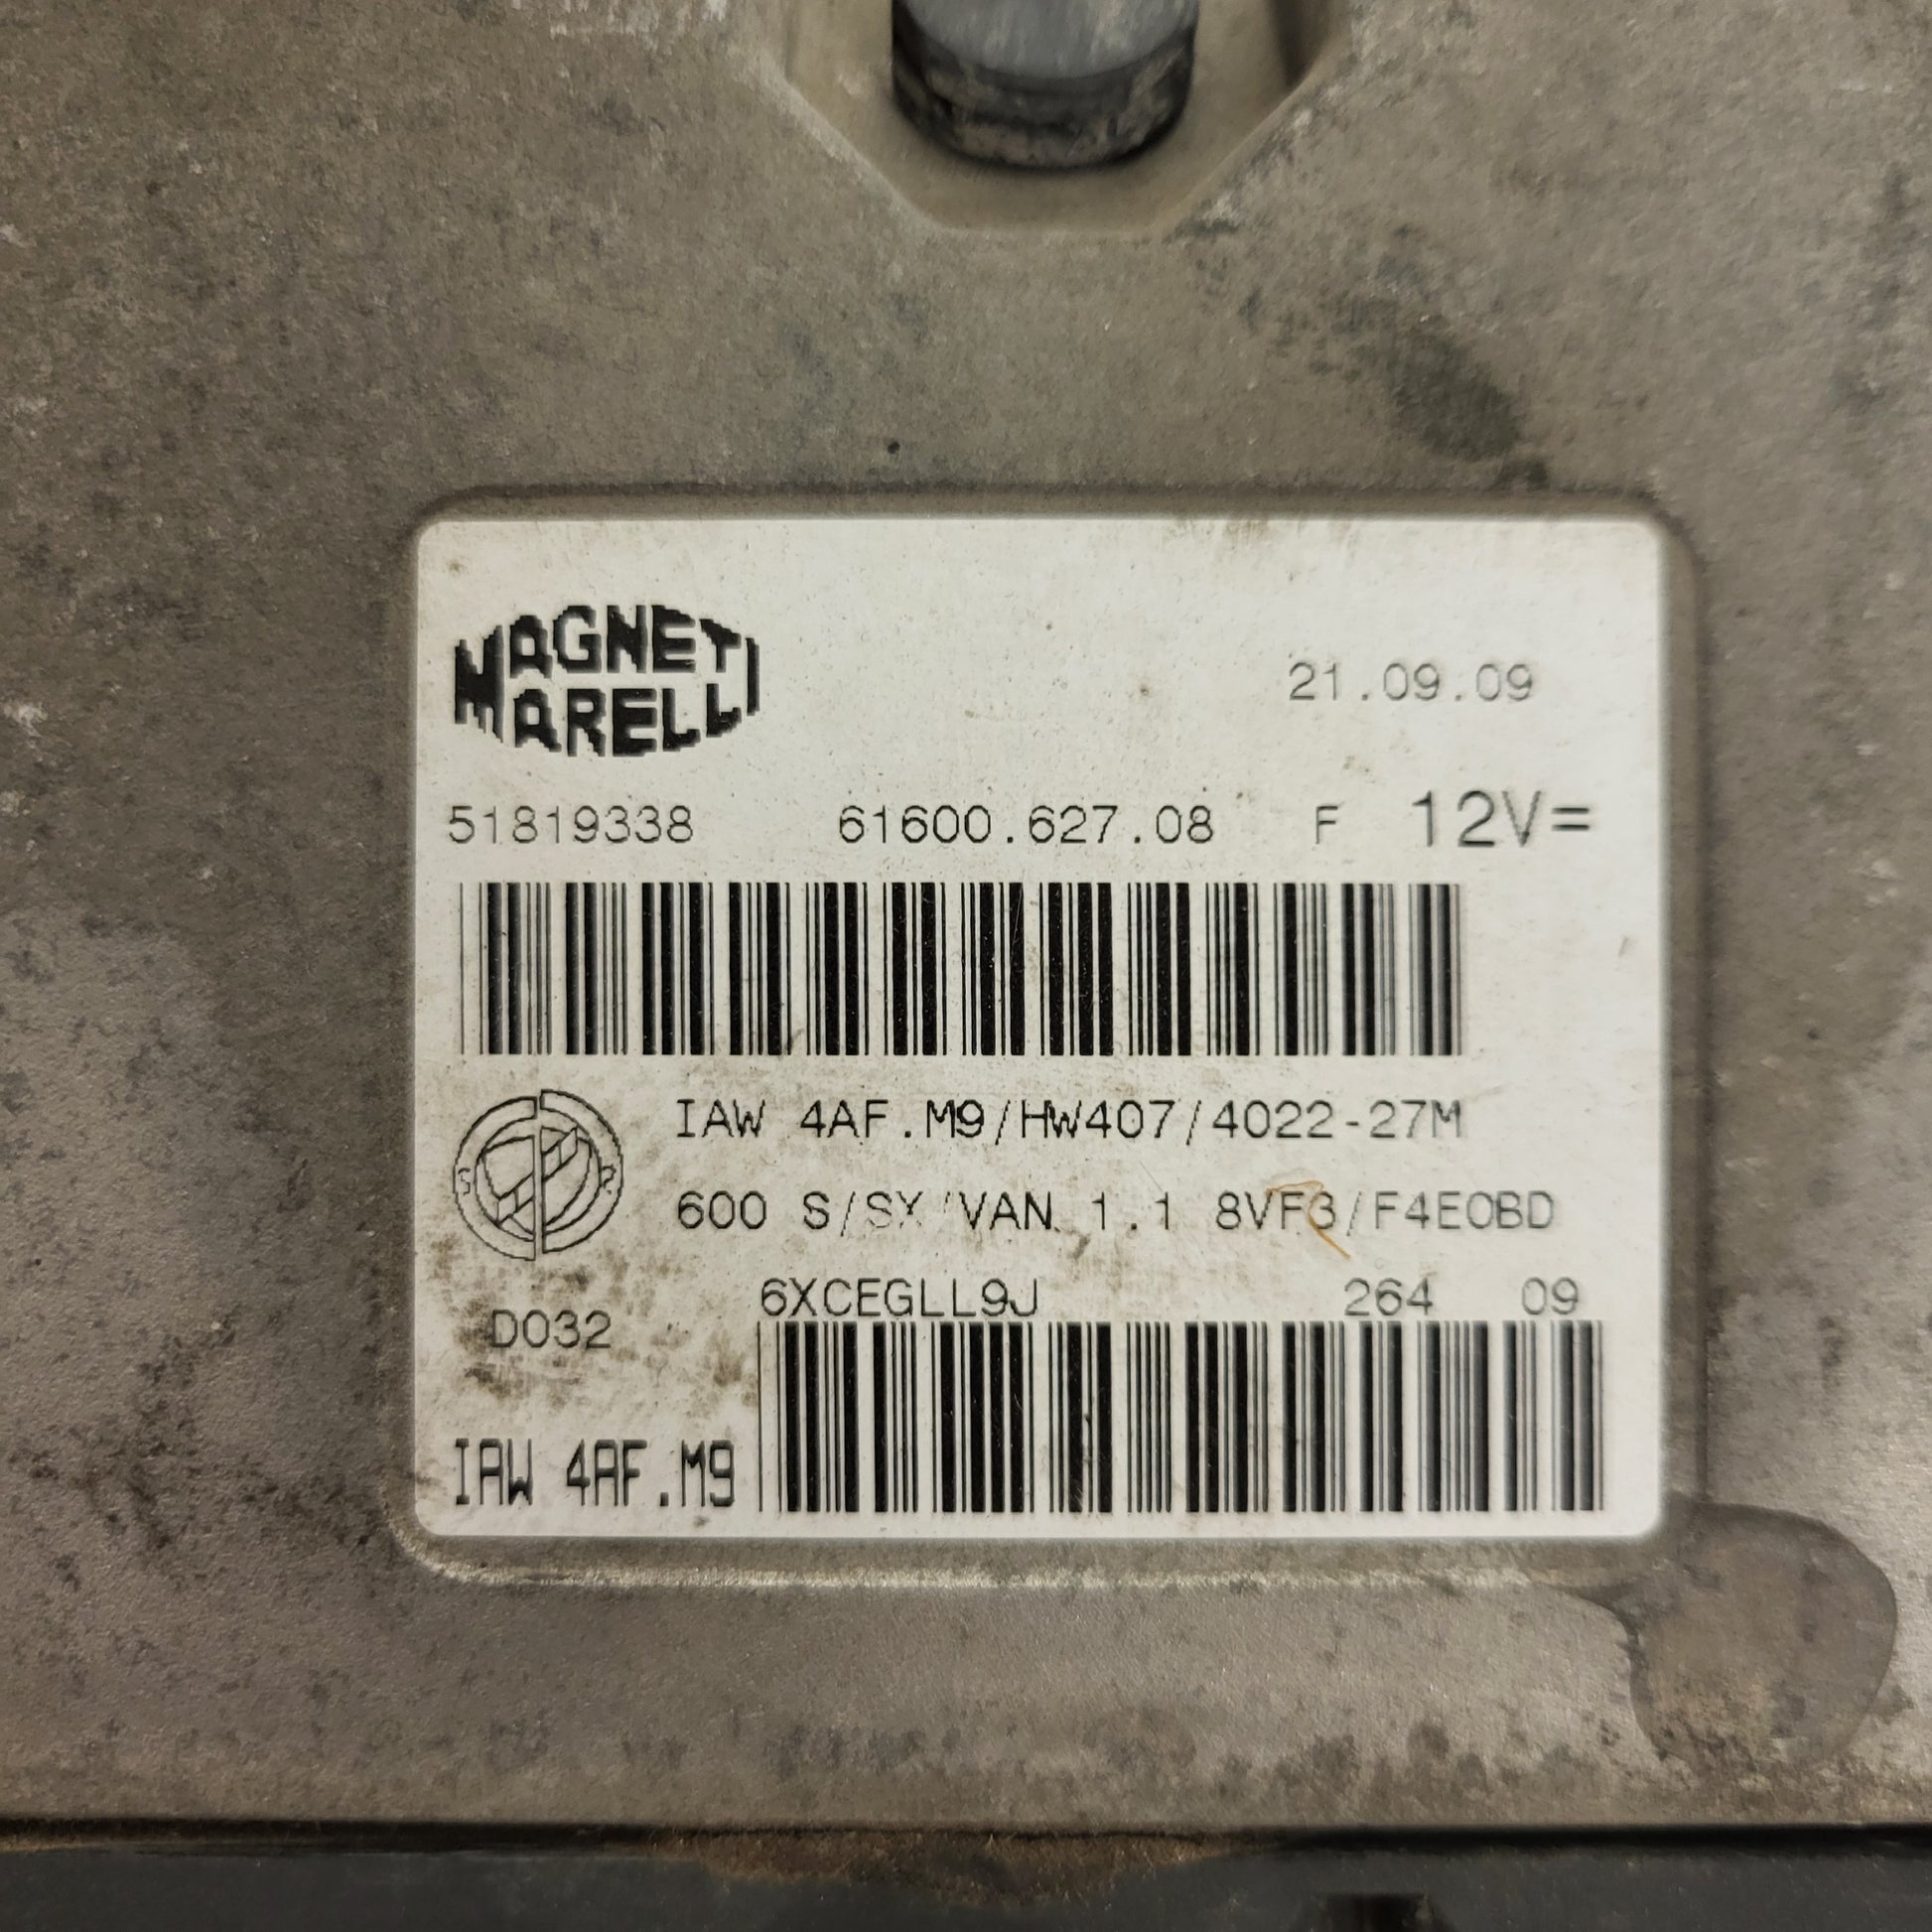 MAGNETI
MARELLI
21.09.09
51819338 61600.627.08 F 12V=
IAW 4AF.M9/HW407/4022-27M
600 S/SX/VAN 1.1 8VF3/F4EOBD
6XCEGLL9J 264 09
D032
IAW 4AF.M9